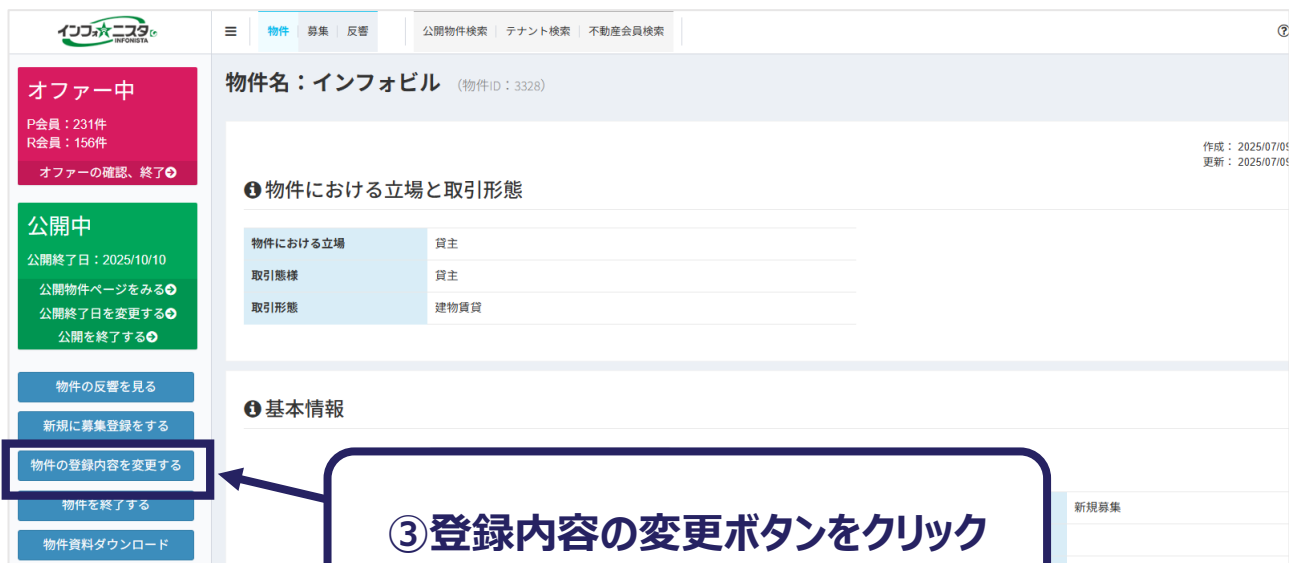 インフォ☆ニスタ
INFONISTA
物件 募集 反響 公開物件検索 テナント検索 不動産会員検索
オファー中
P会員：231件
R会員：156件
オファーの確認、終了
公開中
公開終了日：2025/10/10
公開物件ページをみる
公開終了日を変更する
公開を終了する
物件の反響を見る
新規に募集登録をする
物件の登録内容を変更する
物件を終了する
物件資料ダウンロード
物件名：インフォビル （物件ID：3328）
作成： 2025/07/09
更新： 2025/07/09
物件における立場と取引形態
物件における立場 貸主
取引態様 貸主
取引形態 建物賃貸
基本情報
新規募集
③登録内容の変更ボタンをクリック